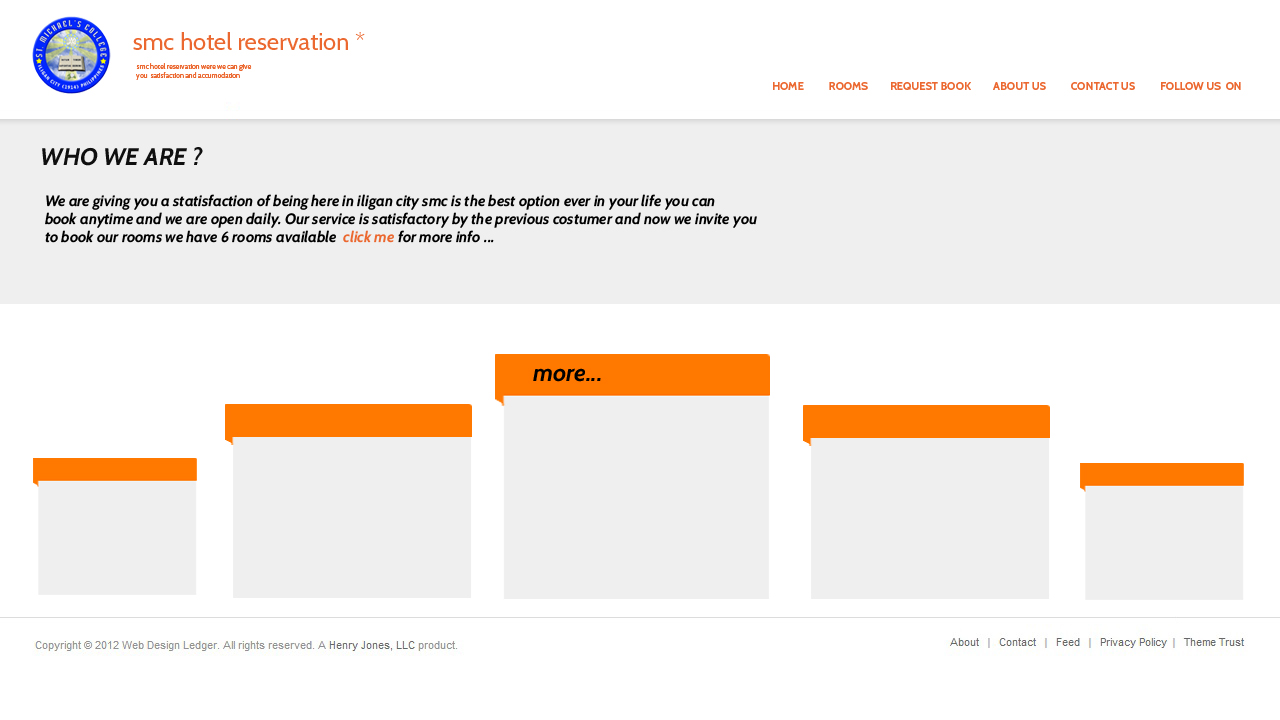 ST. MICHAEL'S COLLEGE
ILIGAN CITY (1914) PHILIPPINES
smc hotel reservation *
smc hotel reservation were we can give
you satisfaction and accumodation
HOME ROOMS REQUEST BOOK ABOUT US CONTACT US FOLLOW US ON
WHO WE ARE ?
We are giving you a statisfaction of being here in iligan city smc is the best option ever in your life you can
book anytime and we are open daily. Our service is satisfactory by the previous costumer and now we invite you
to book our rooms we have 6 rooms available click me for more info ...
more...
Copyright © 2012 Web Design Ledger. All rights reserved. A Henry Jones, LLC product.
About | Contact | Feed | Privacy Policy | Theme Trust